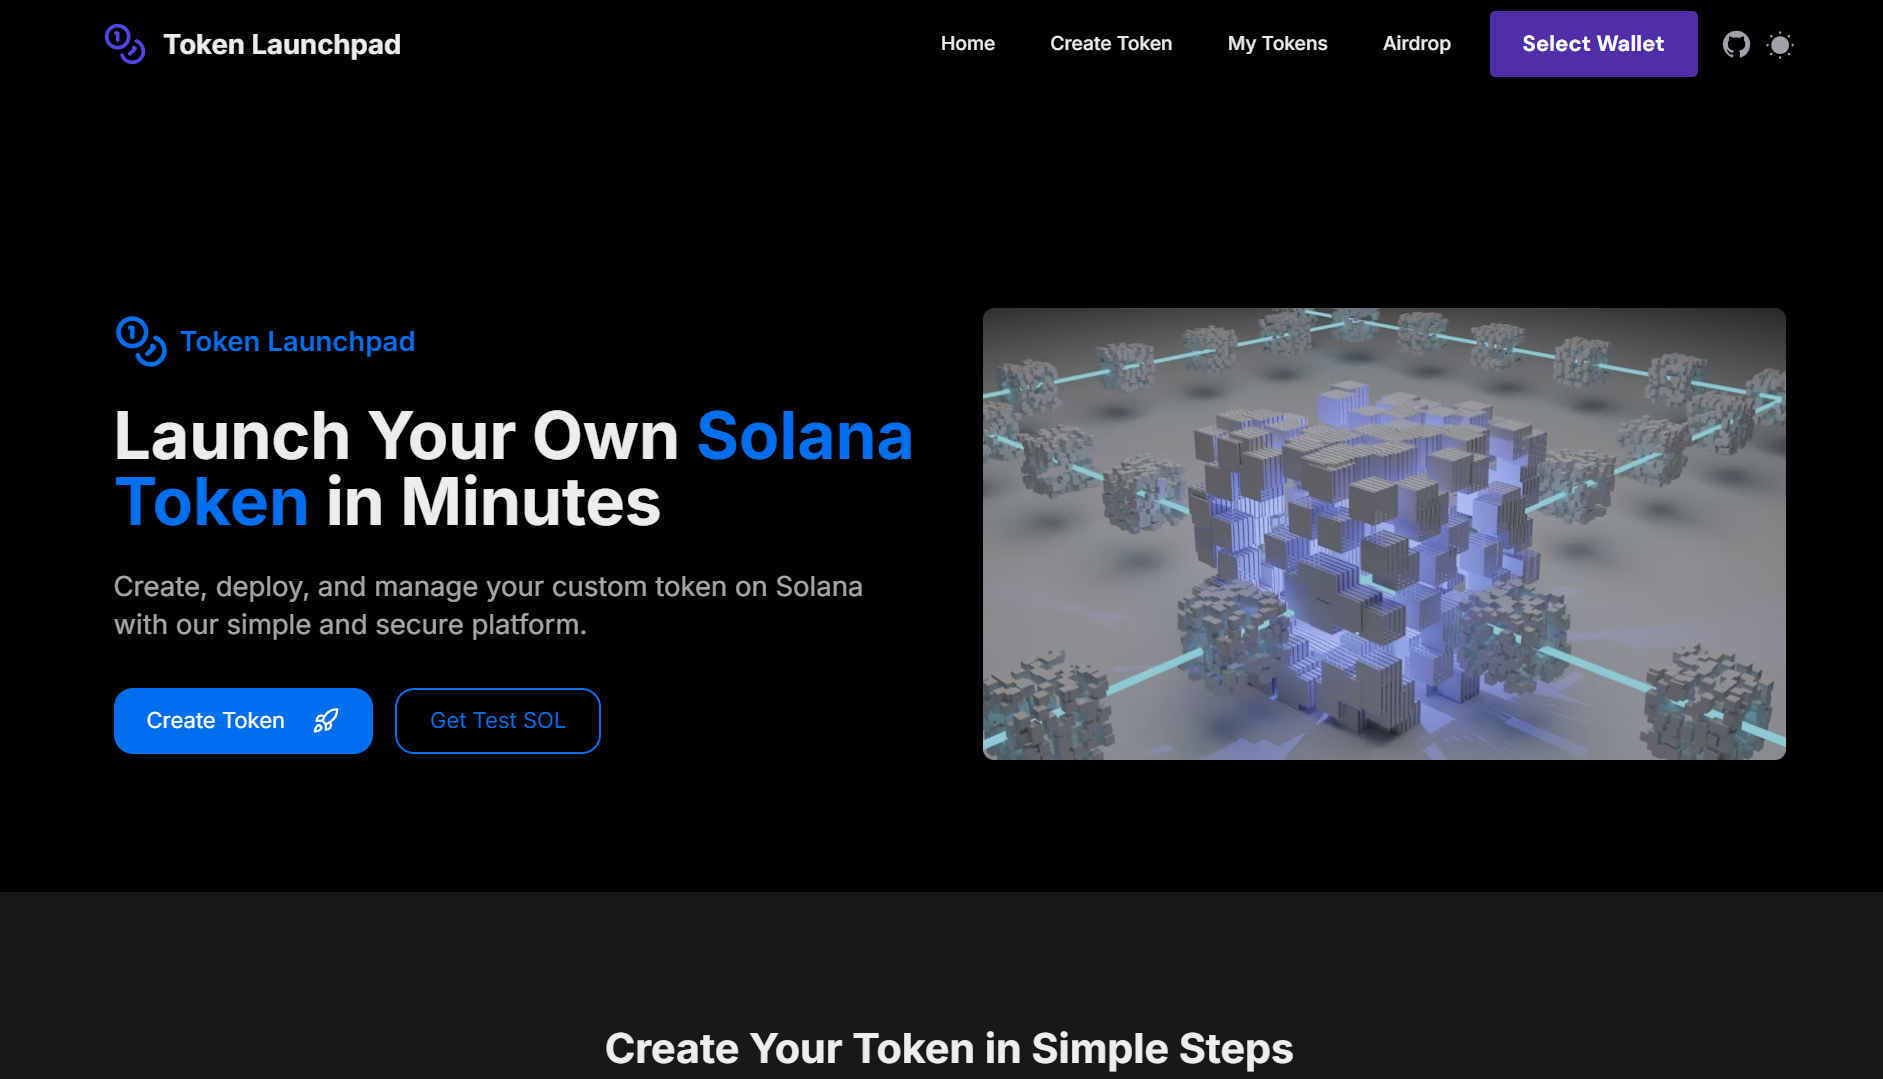 Token Launchpad
Home
Create Token
My Tokens
Airdrop
Select Wallet
Token Launchpad
Launch Your Own Solana
Token in Minutes
Create, deploy, and manage your custom token on Solana
with our simple and secure platform.
Create Token
Get Test SOL
Create Your Token in Simple Steps